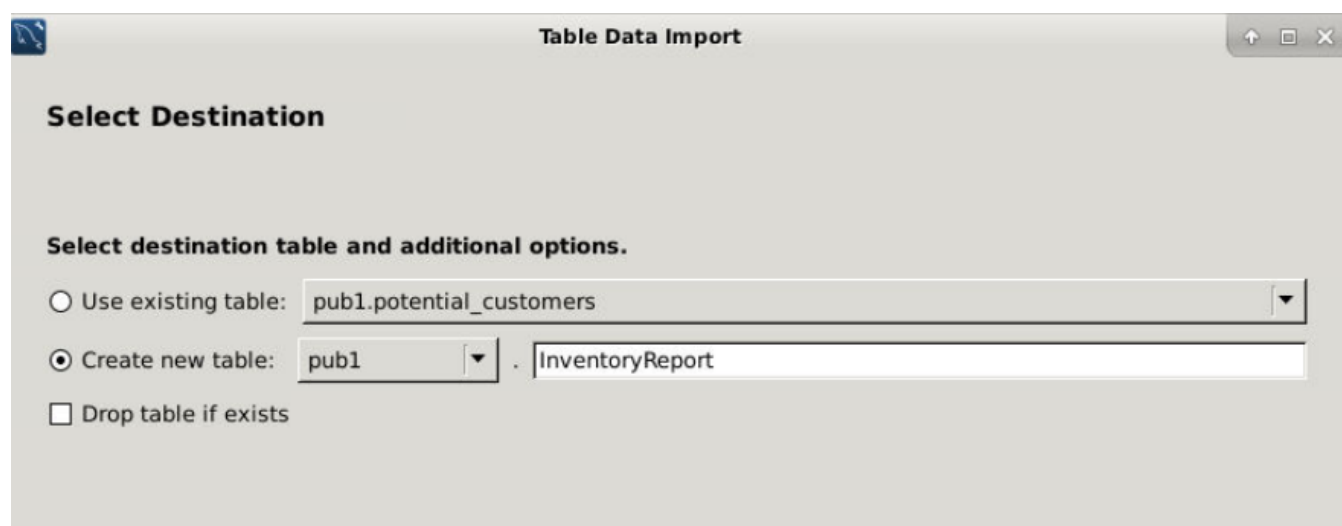 Table Data Import
Select Destination
Select destination table and additional options.
Use existing table: pub1.potential_customers
Create new table: pub1 . InventoryReport
Drop table if exists